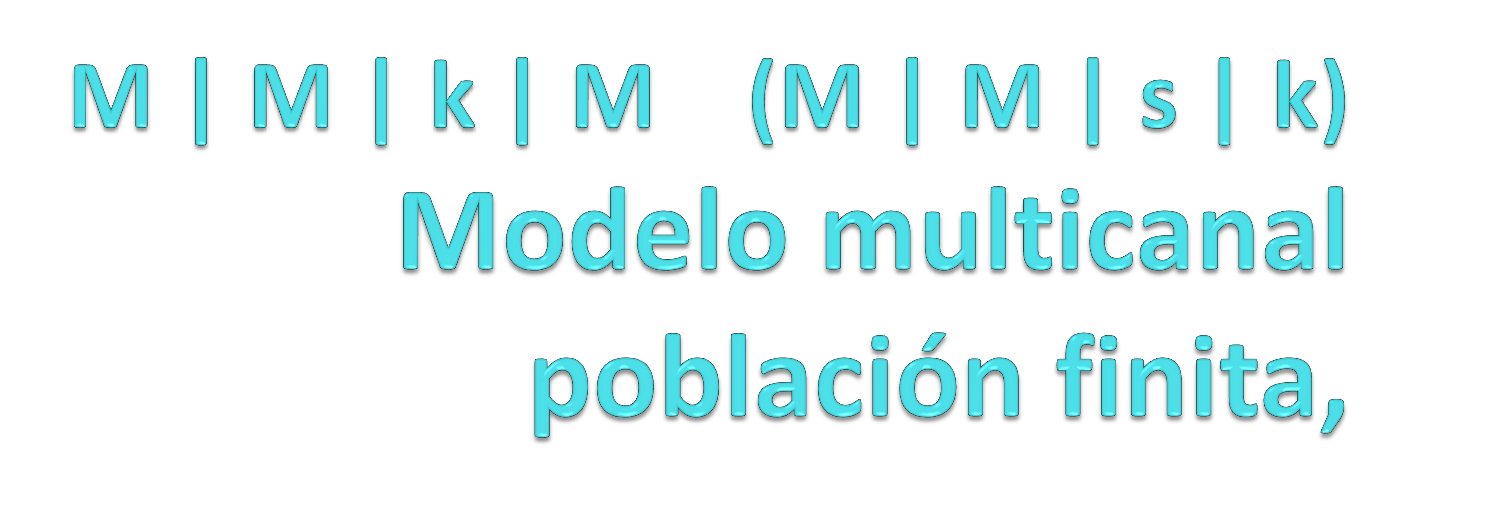 M | M | k | M (M | M | s | k)
Modelo multicanal
población finita,